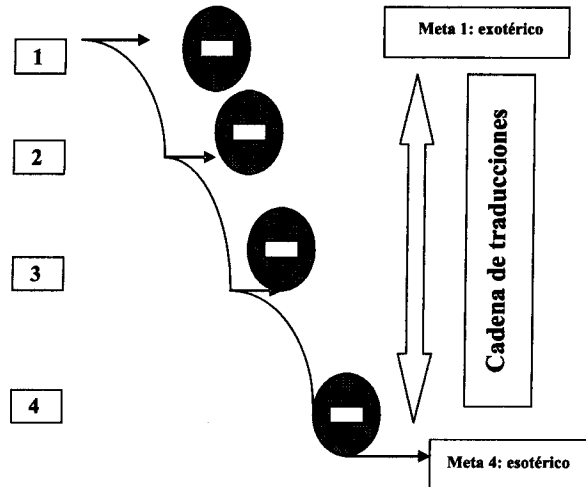 Meta 1: exotérico
1
2
3
4
Cadena de traducciones
Meta 4: esotérico